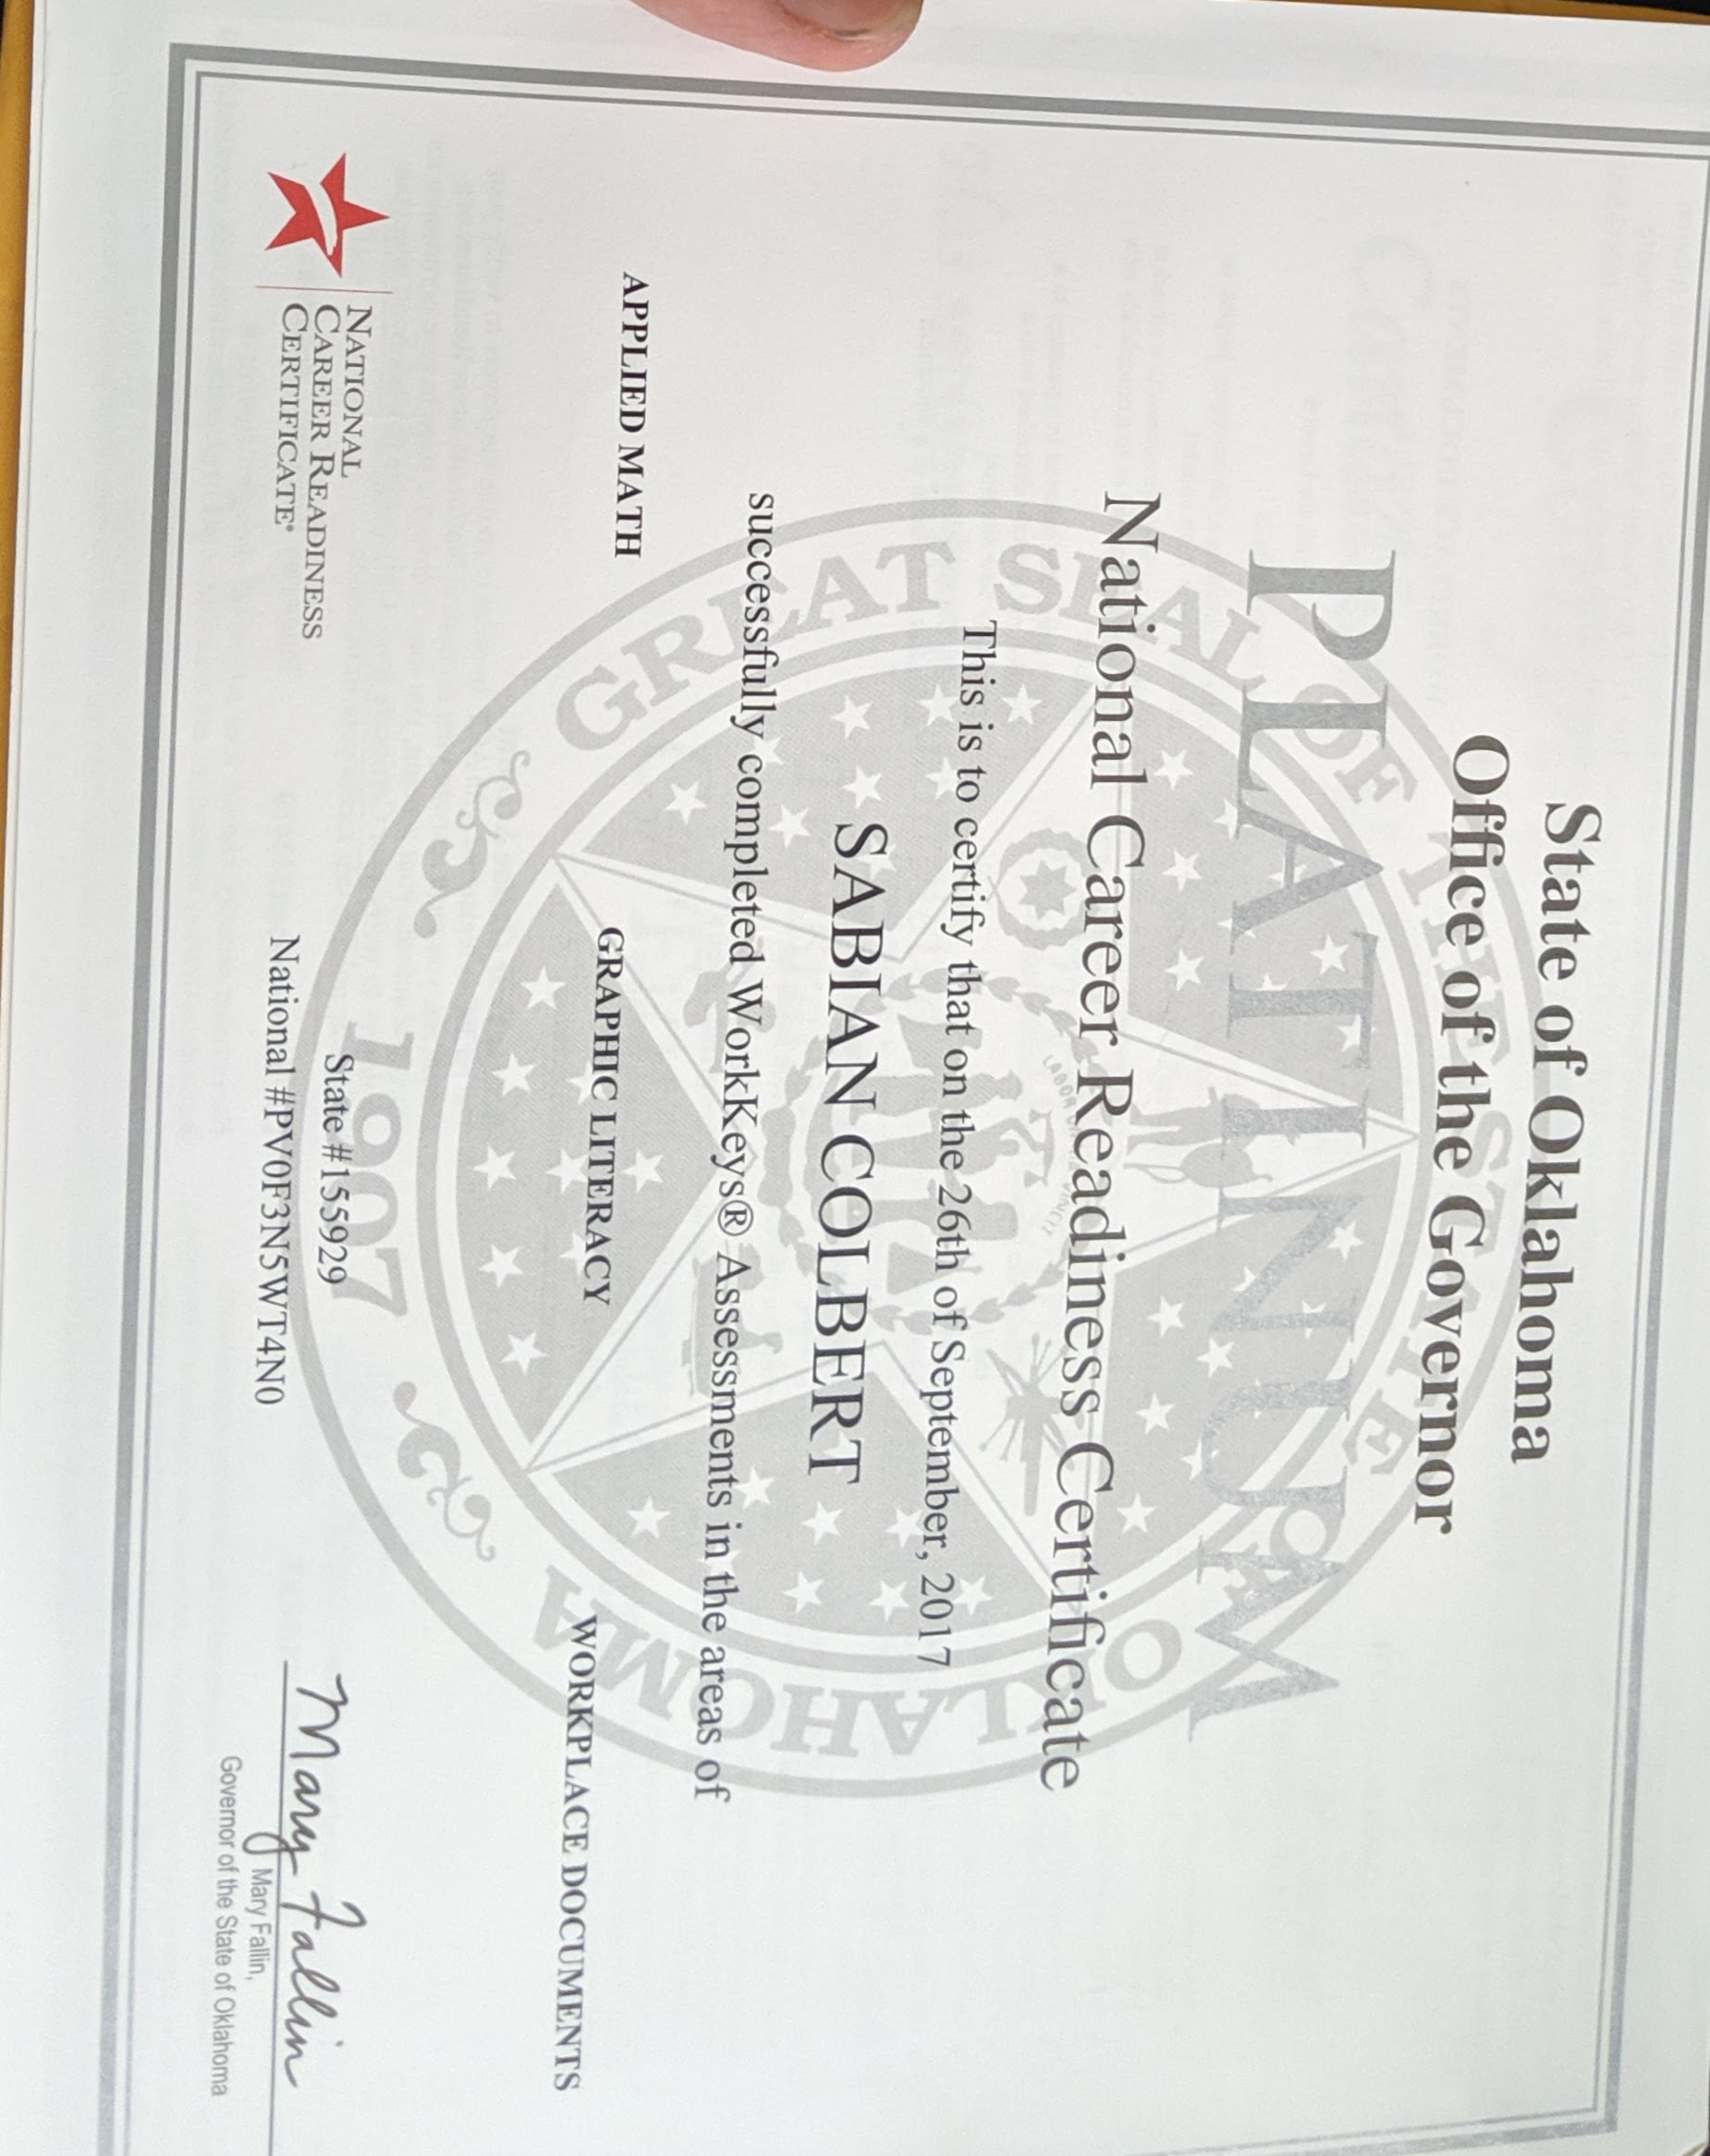 State of Oklahoma
Office of the Governor
PLATINUM
National Career Readiness Certificate
This is to certify that on the 26th of September, 2017
SABIAN COLBERT
successfully completed WorkKeys® Assessments in the areas of
APPLIED MATH GRAPHIC LITERACY WORKPLACE DOCUMENTS
NATIONAL
CAREER READINESS
CERTIFICATE®
State #155929
National #PV0F3N5WT4N0
Mary Fallin
Mary Fallin,
Governor of the State of Oklahoma
GREAT SEAL OF THE STATE OF OKLAHOMA
1907